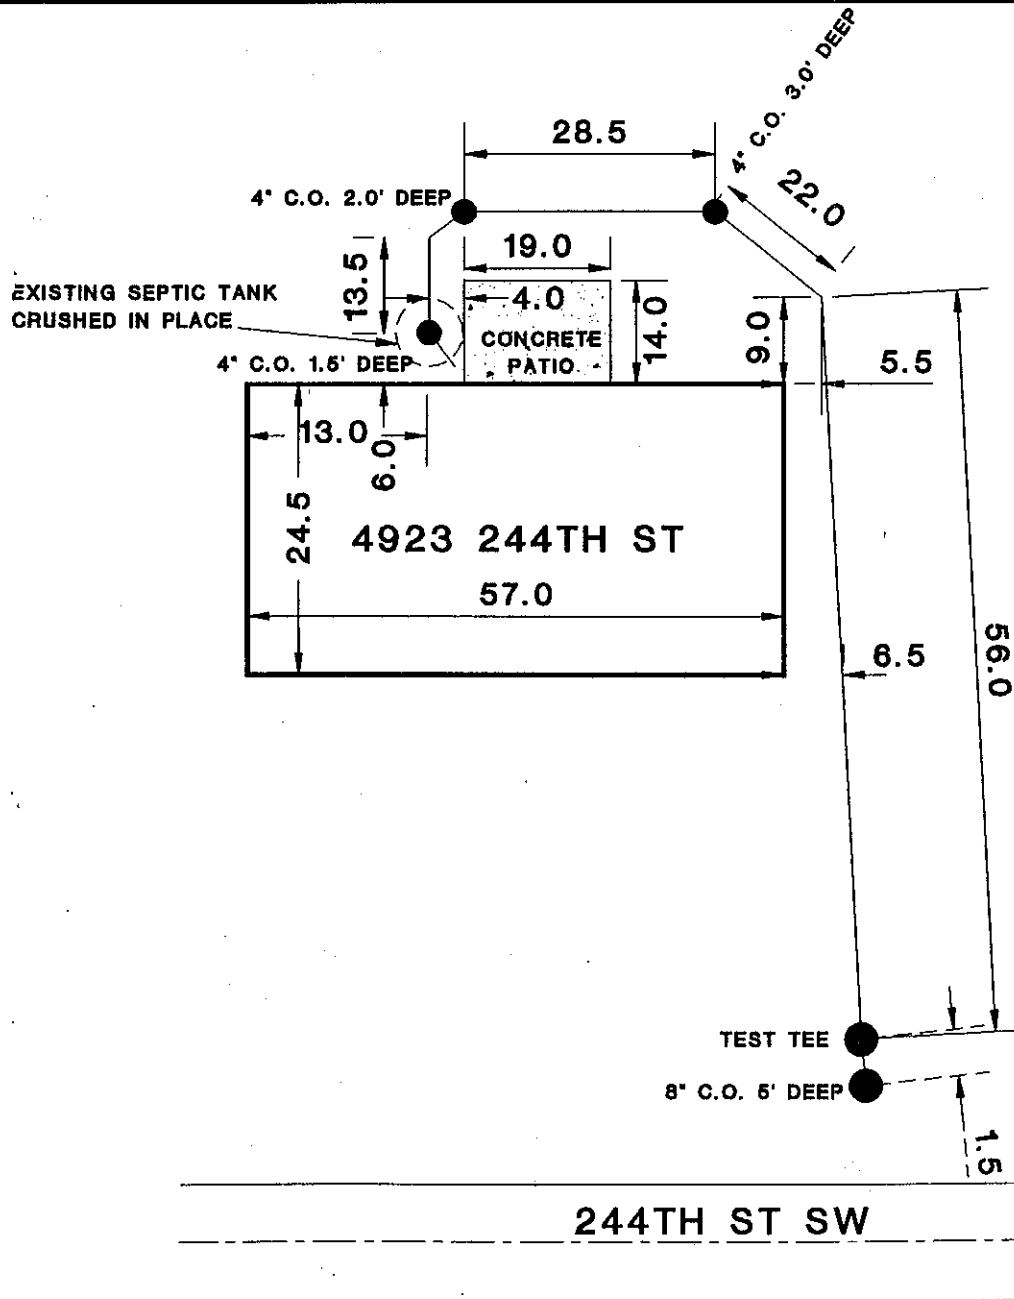 4" C.O. 3.0' DEEP
28.5
22.0
4" C.O. 2.0' DEEP
19.0
13.5
EXISTING SEPTIC TANK
CRUSHED IN PLACE
4.0
14.0
9.0
CONCRETE
PATIO
4" C.O. 1.5' DEEP
5.5
13.0
6.0
24.5
4923 244TH ST
57.0
6.5
56.0
TEST TEE
8" C.O. 5' DEEP
1.5
244TH ST SW